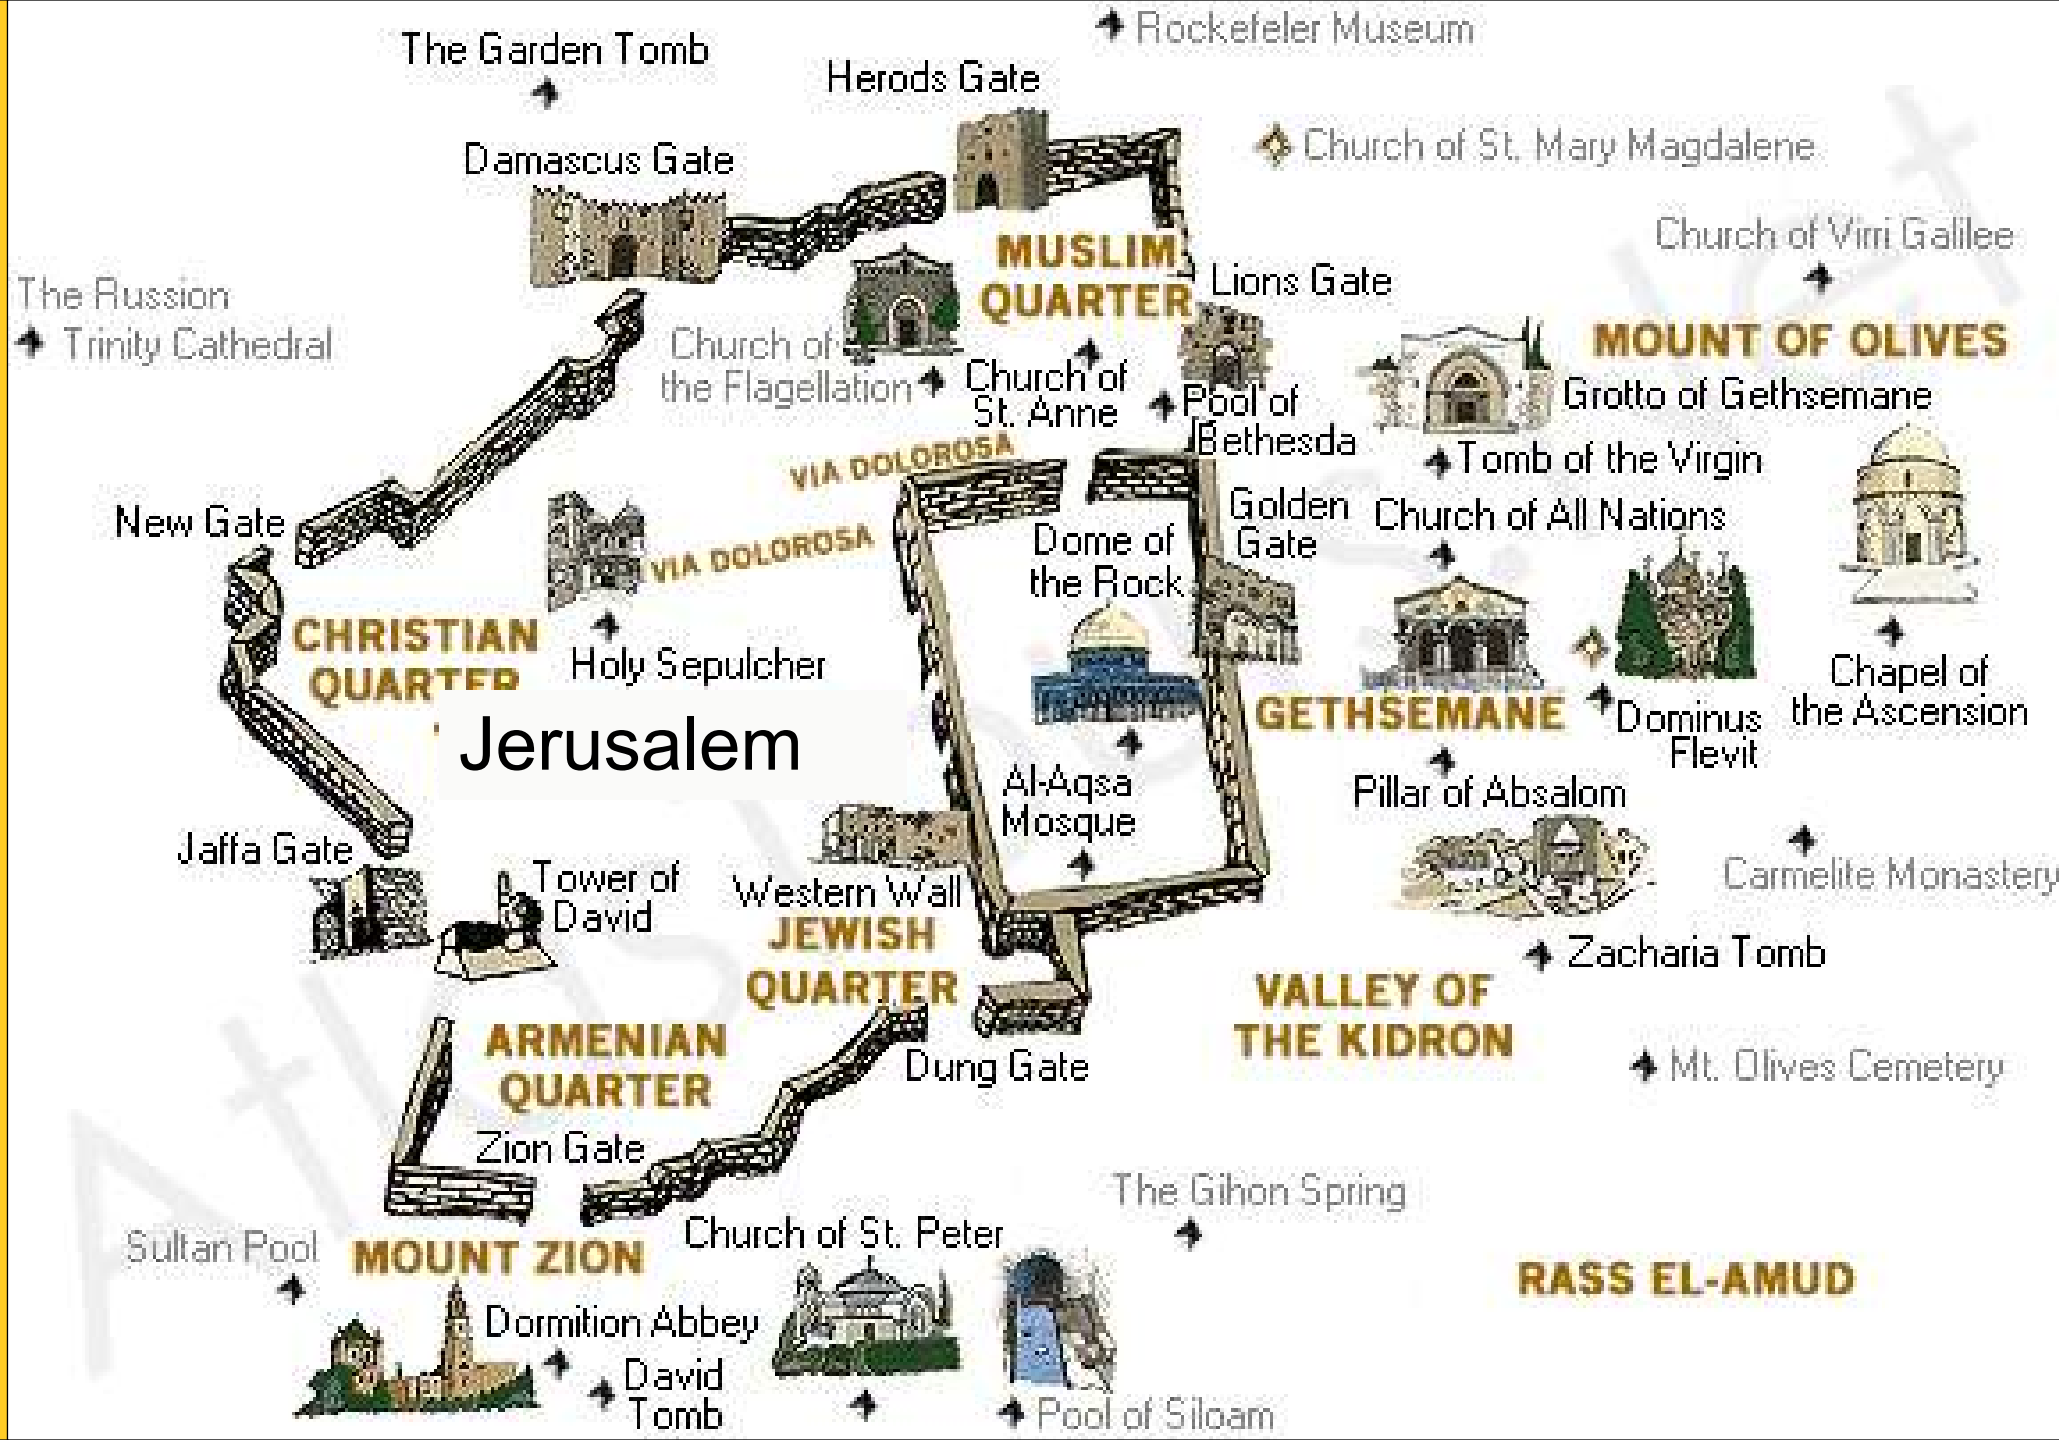 Rockefeler Museum
The Garden Tomb
Herods Gate
Church of St. Mary Magdalene
Damascus Gate
Church of Virri Galilee
MUSLIM
QUARTER
Lions Gate
The Russion
Trinity Cathedral
Church of
the Flagellation
MOUNT OF OLIVES
Church of
St. Anne
Pool of
Bethesda
Grotto of Gethsemane
Tomb of the Virgin
VIA DOLOROSA
New Gate
Golden
Gate
Church of All Nations
Dome of
the Rock
VIA DOLOROSA
CHRISTIAN
QUARTER
Holy Sepulcher
Chapel of
the Ascension
GETHSEMANE
Dominus
Flevit
Jerusalem
Al-Aqsa
Mosque
Pillar of Absalom
Jaffa Gate
Tower of
David
Western Wall
Carmelite Monastery
JEWISH
QUARTER
Zacharia Tomb
VALLEY OF
THE KIDRON
ARMENIAN
QUARTER
Dung Gate
Mt. Olives Cemetery
Zion Gate
The Gihon Spring
Sultan Pool
MOUNT ZION
Church of St. Peter
RASS EL-AMUD
Dormition Abbey
David
Tomb
Pool of Siloam